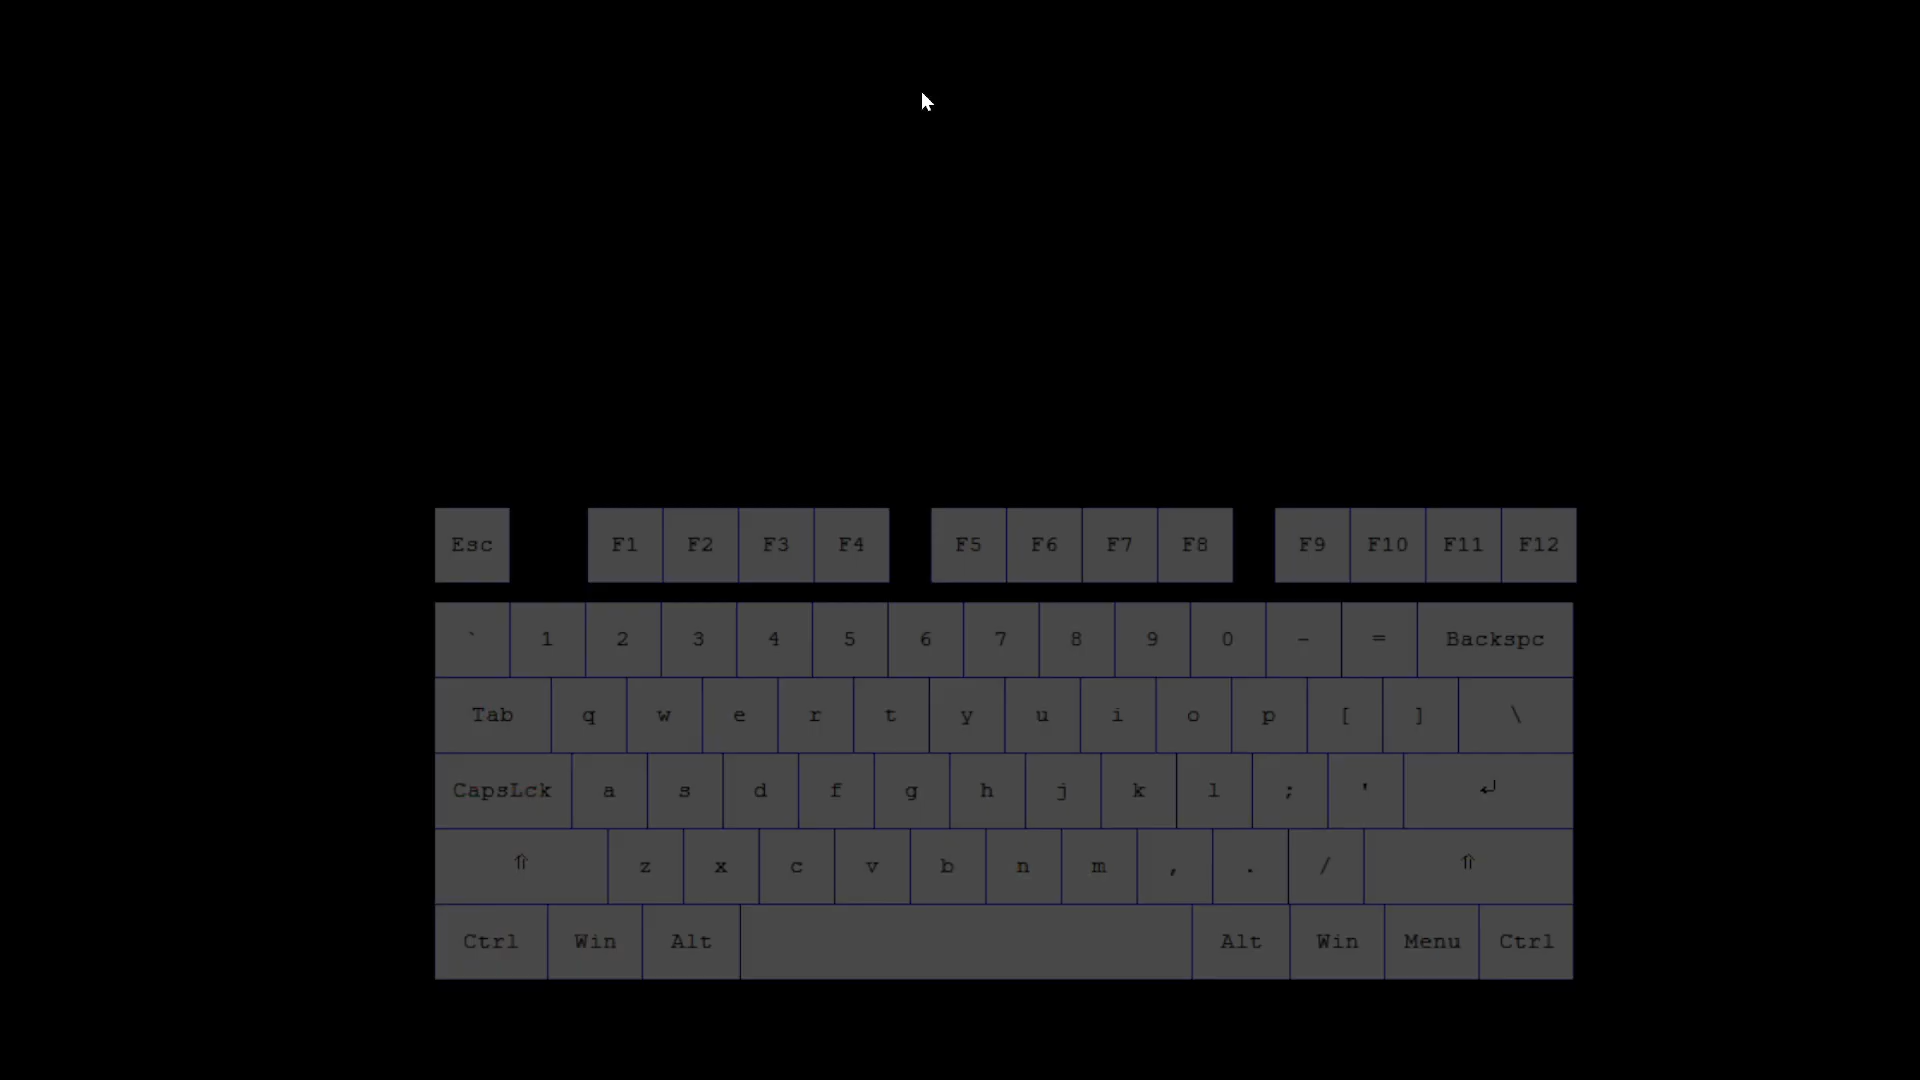 Esc F1 F2 F3 F4 F5 F6 F7 F8 F9 F10 F11 F12
` 1 2 3 4 5 6 7 8 9 0 - = Backspc
Tab q w e r t y u i o p [ ] \
CapsLck a s d f g h j k l ; ' ↵
⇑ z x c v b n m , . / ⇑
Ctrl Win Alt Alt Win Menu Ctrl